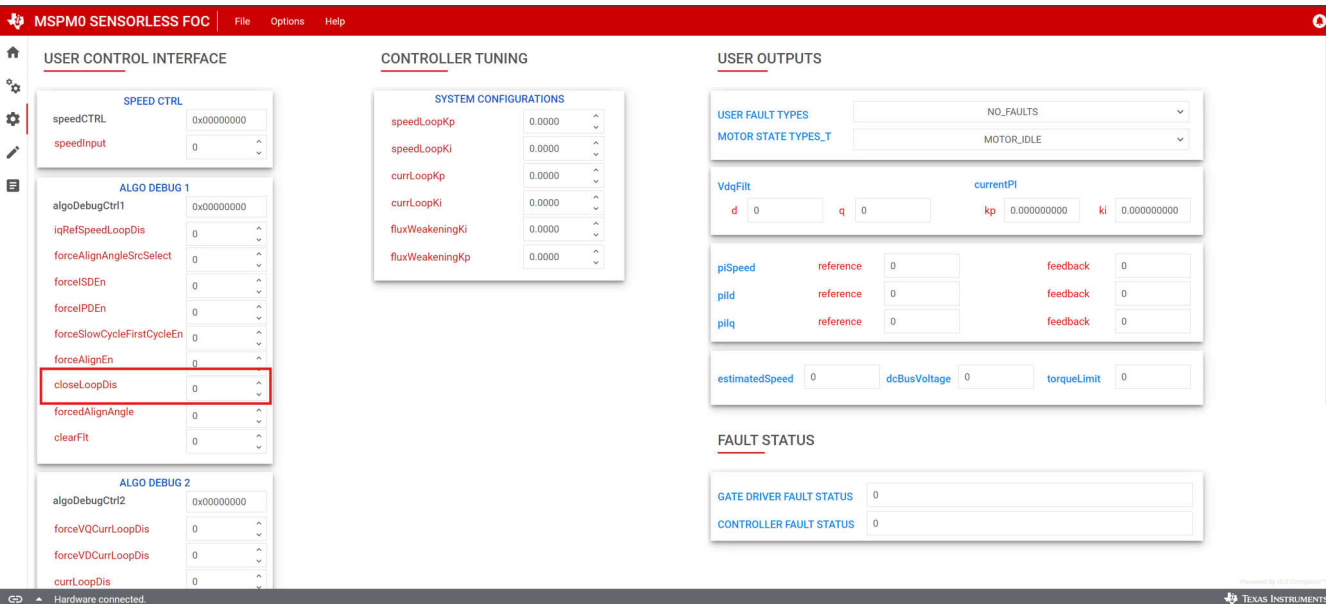 MSPM0 SENSORLESS FOC File Options Help
USER CONTROL INTERFACE
SPEED CTRL
speedCTRL 0x00000000
speedInput 0
ALGO DEBUG 1
algoDebugCtrl1 0x00000000
iqRefSpeedLoopDis 0
forceAlignAngleSrcSelect 0
forceISDEn 0
forceIPDEn 0
forceSlowCycleFirstCycleEn 0
forceAlignEn 0
closeLoopDis 0
forcedAlignAngle 0
clearFlt 0
ALGO DEBUG 2
algoDebugCtrl2 0x00000000
forceVQCurrLoopDis 0
forceVDCurrLoopDis 0
currLoopDis 0
CONTROLLER TUNING
SYSTEM CONFIGURATIONS
speedLoopKp 0.0000
speedLoopKi 0.0000
currLoopKp 0.0000
currLoopKi 0.0000
fluxWeakeningKi 0.0000
fluxWeakeningKp 0.0000
USER OUTPUTS
USER FAULT TYPES NO_FAULTS
MOTOR STATE TYPES_T MOTOR_IDLE
VdqFilt currentPI
d 0 q 0 kp 0.000000000 ki 0.000000000
piSpeed reference 0 feedback 0
piId reference 0 feedback 0
piIq reference 0 feedback 0
estimatedSpeed 0 dcBusVoltage 0 torqueLimit 0
FAULT STATUS
GATE DRIVER FAULT STATUS 0
CONTROLLER FAULT STATUS 0
Powered by GUI Composer™
Hardware connected. TEXAS INSTRUMENTS